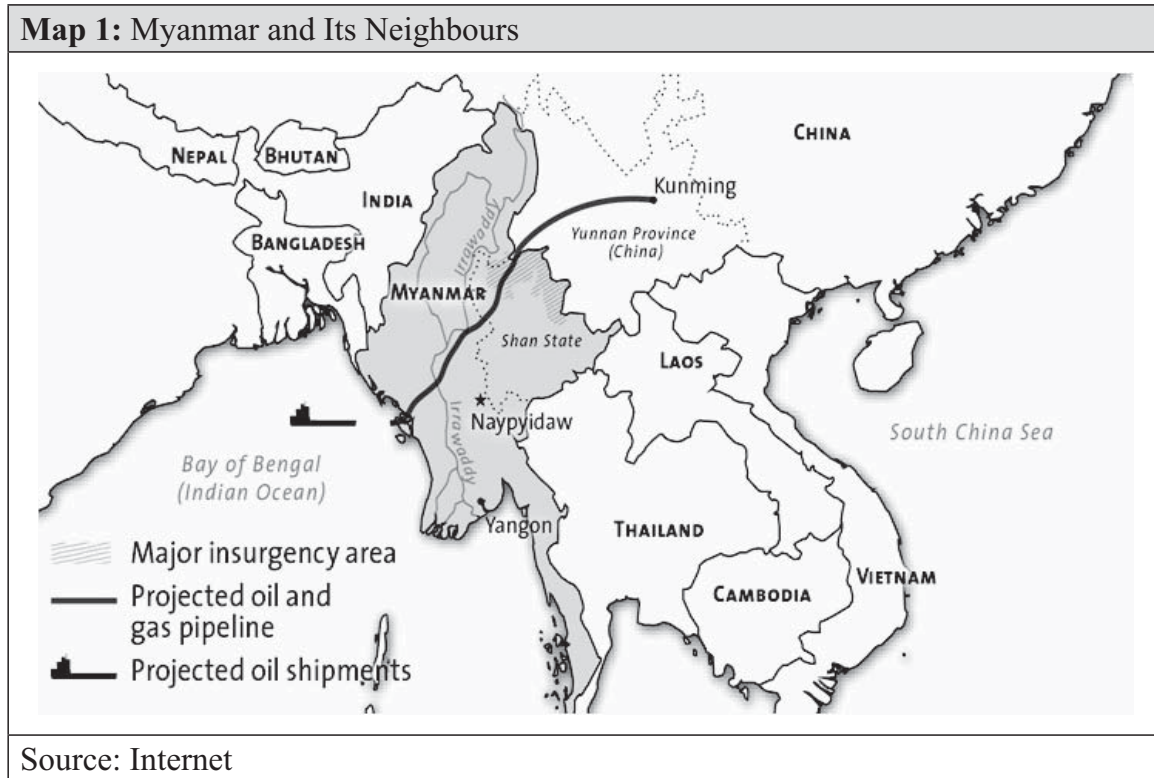 Map 1: Myanmar and Its Neighbours
CHINA
NEPAL
BHUTAN
Kunming
INDIA
Irrawaddy
Yunnan Province
(China)
BANGLADESH
MYANMAR
Shan State
LAOS
Naypyidaw
South China Sea
Irrawaddy
Bay of Bengal
(Indian Ocean)
Yangon
THAILAND
Major insurgency area
VIETNAM
CAMBODIA
Projected oil and
gas pipeline
Projected oil shipments
Source: Internet